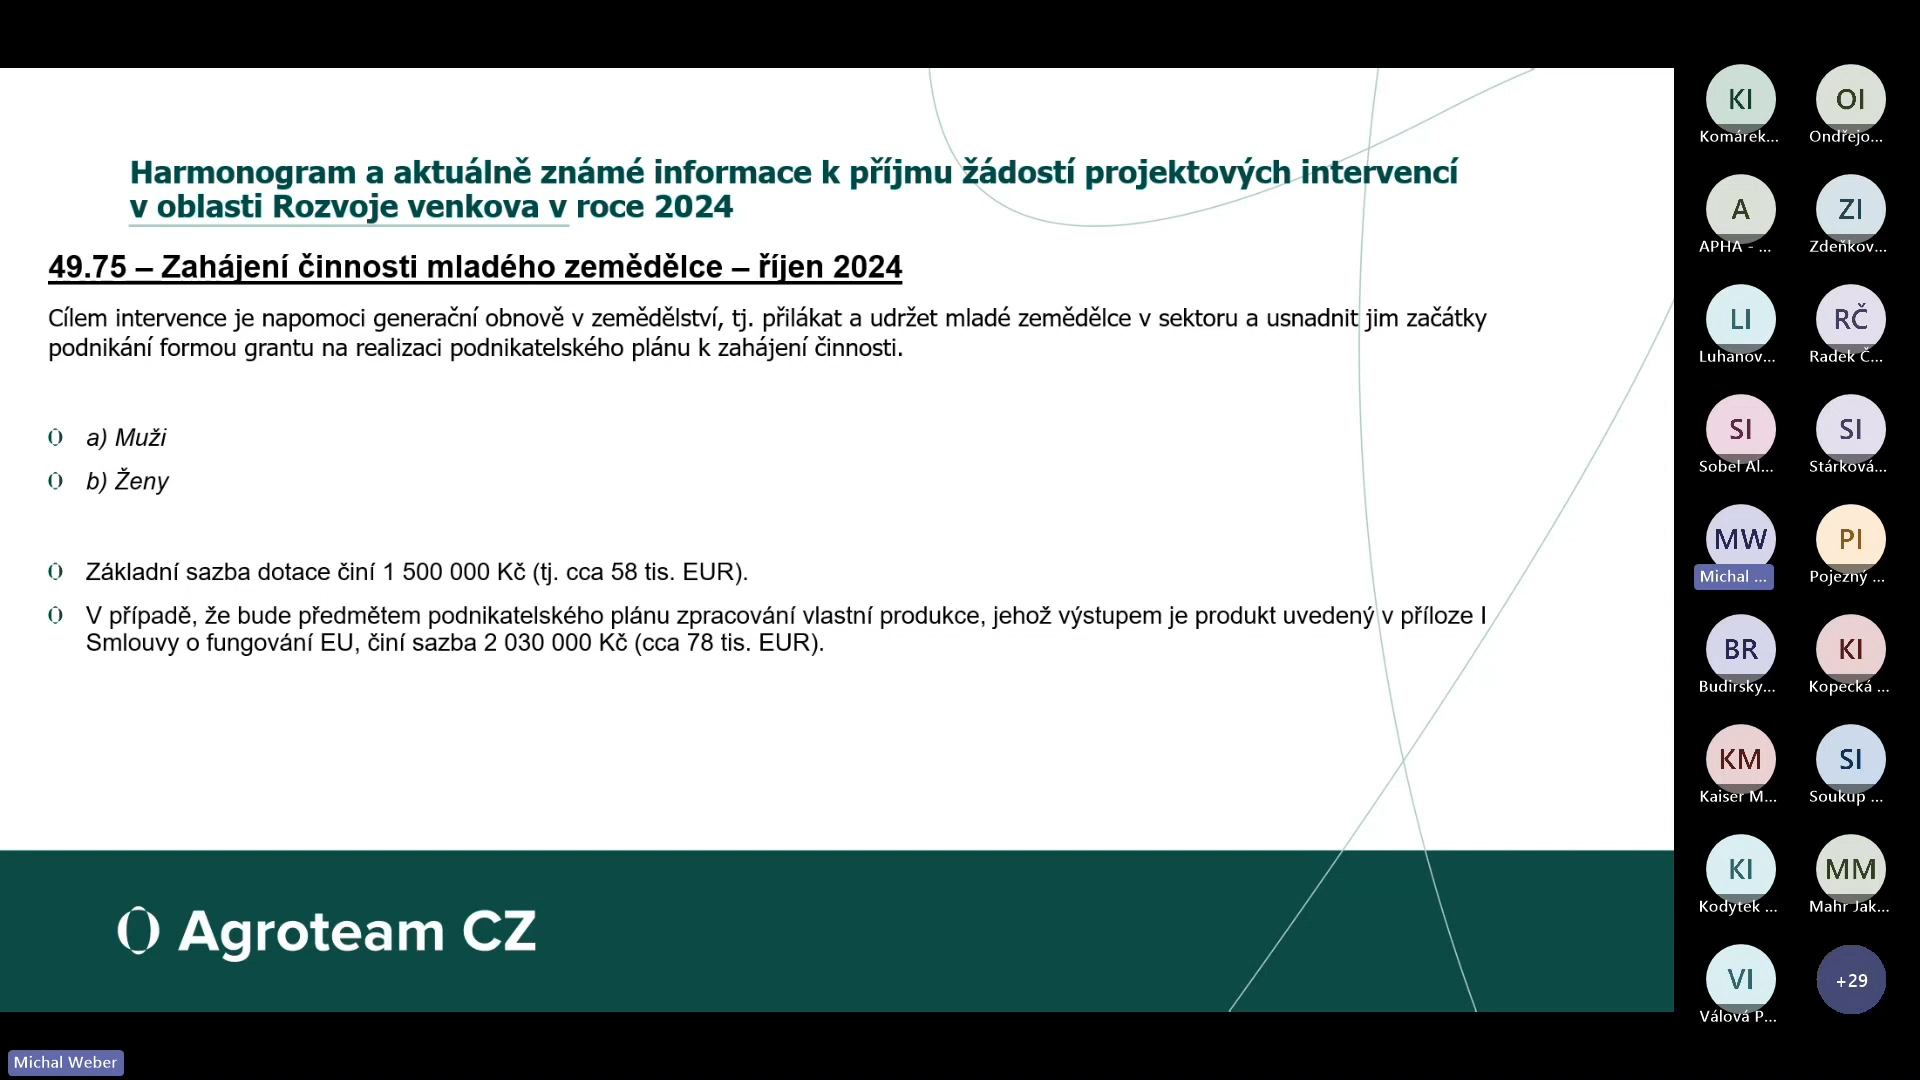 Harmonogram a aktuálně známé informace k příjmu žádostí projektových intervencí
v oblasti Rozvoje venkova v roce 2024
49.75 – Zahájení činnosti mladého zemědělce – říjen 2024
Cílem intervence je napomoci generační obnově v zemědělství, tj. přilákat a udržet mladé zemědělce v sektoru a usnadnit jim začátky
podnikání formou grantu na realizaci podnikatelského plánu k zahájení činnosti.
a) Muži
b) Ženy
Základní sazba dotace činí 1 500 000 Kč (tj. cca 58 tis. EUR).
V případě, že bude předmětem podnikatelského plánu zpracování vlastní produkce, jehož výstupem je produkt uvedený v příloze I
Smlouvy o fungování EU, činí sazba 2 030 000 Kč (cca 78 tis. EUR).
Agroteam CZ
Michal Weber
KI
Komárek...
OI
Ondřejo...
A
APHA - ...
ZI
Zdeňkov...
LI
Luhanov...
RČ
Radek Č...
SI
Sobel Al...
SI
Stárková...
MW
Michal ...
PI
Pojezný ...
BR
Budirsky...
KI
Kopecká ...
KM
Kaiser M...
SI
Soukup ...
KI
Kodytek ...
MM
Mahr Jak...
VI
Válová P...
+29